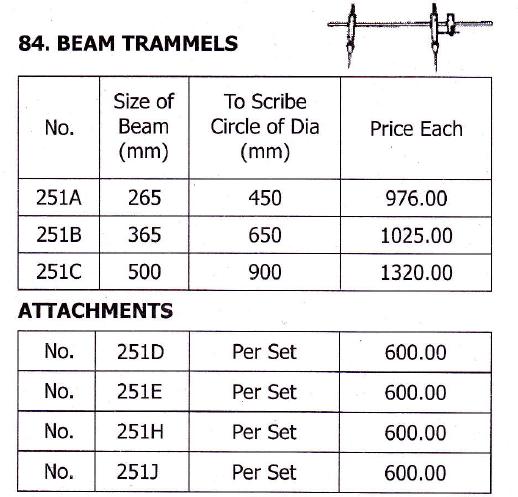 84. BEAM TRAMMELS
No. Size of Beam (mm) To Scribe Circle of Dia (mm) Price Each
251A 265 450 976.00
251B 365 650 1025.00
251C 500 900 1320.00
ATTACHMENTS
No. 251D Per Set 600.00
No. 251E Per Set 600.00
No. 251H Per Set 600.00
No. 251J Per Set 600.00